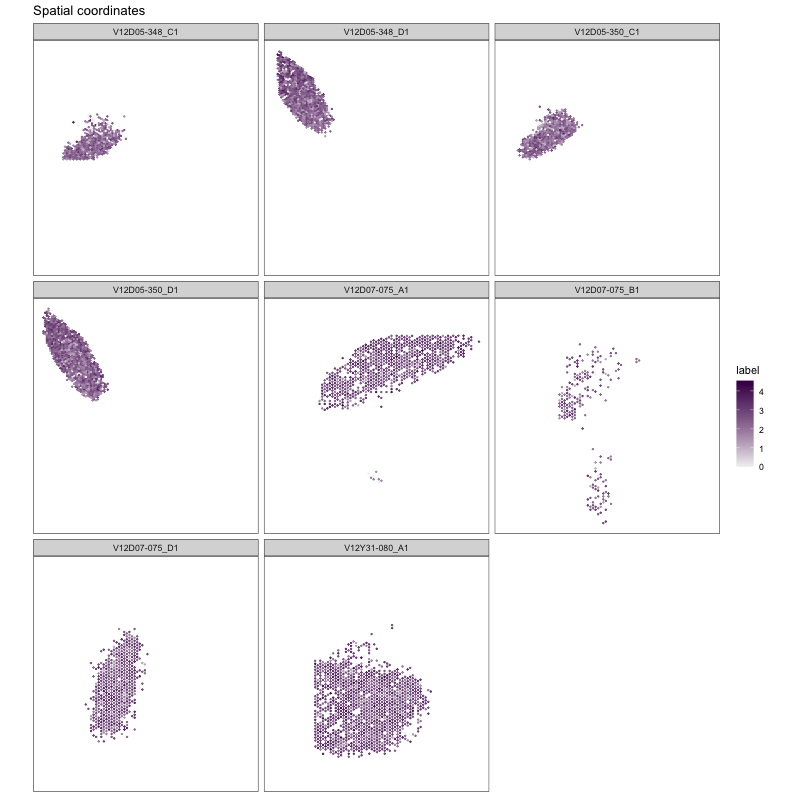 Spatial coordinates
V12D05-348_C1
V12D05-348_D1
V12D05-350_C1
V12D05-350_D1
V12D07-075_A1
V12D07-075_B1
label
4
3
2
1
0
V12D07-075_D1
V12Y31-080_A1